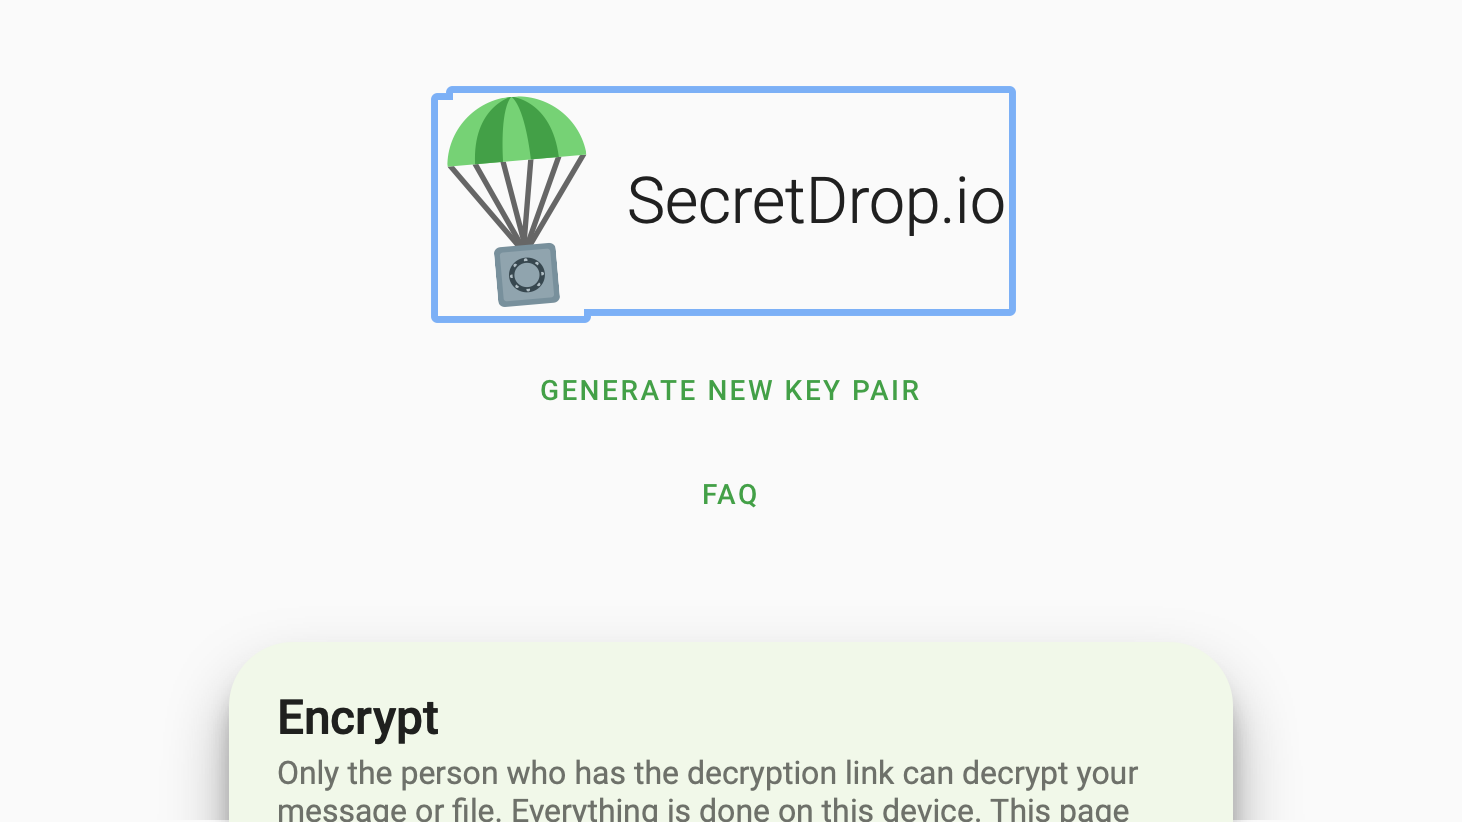 SecretDrop.io
GENERATE NEW KEY PAIR
FAQ
Encrypt
Only the person who has the decryption link can decrypt your
message or file. Everything is done on this device. This page